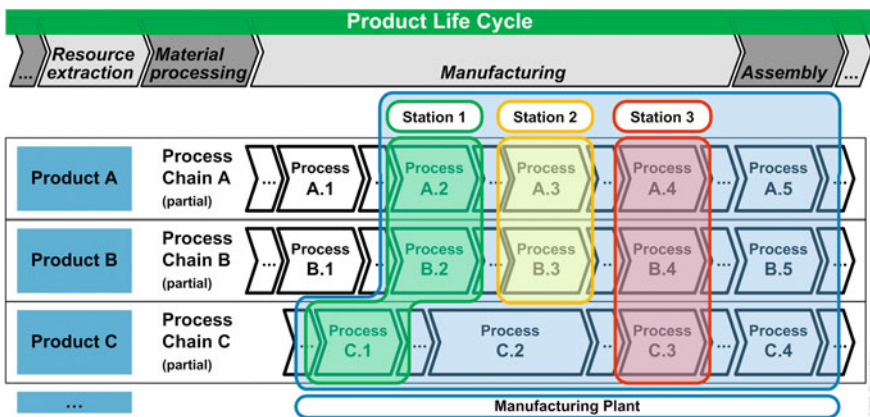 Product Life Cycle
... Resource extraction Material processing Manufacturing Assembly ...
Station 1 Station 2 Station 3
Product A Process Chain A (partial) ... Process A.1 ... Process A.2 ... Process A.3 ... Process A.4 ... Process A.5 ...
Product B Process Chain B (partial) ... Process B.1 ... Process B.2 ... Process B.3 ... Process B.4 ... Process B.5 ...
Product C Process Chain C (partial) ... Process C.1 ... Process C.2 ... Process C.3 ... Process C.4 ...
...
Manufacturing Plant